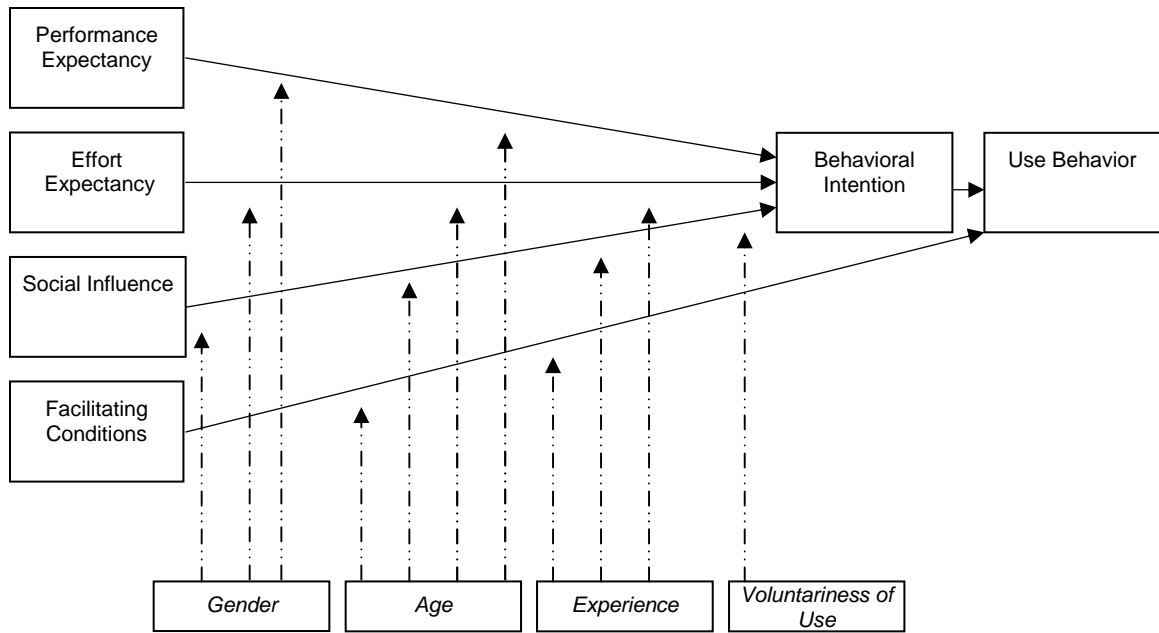 Performance
Expectancy
Effort
Expectancy
Behavioral
Intention
Use Behavior
Social Influence
Facilitating
Conditions
Gender
Age
Experience
Voluntariness of
Use